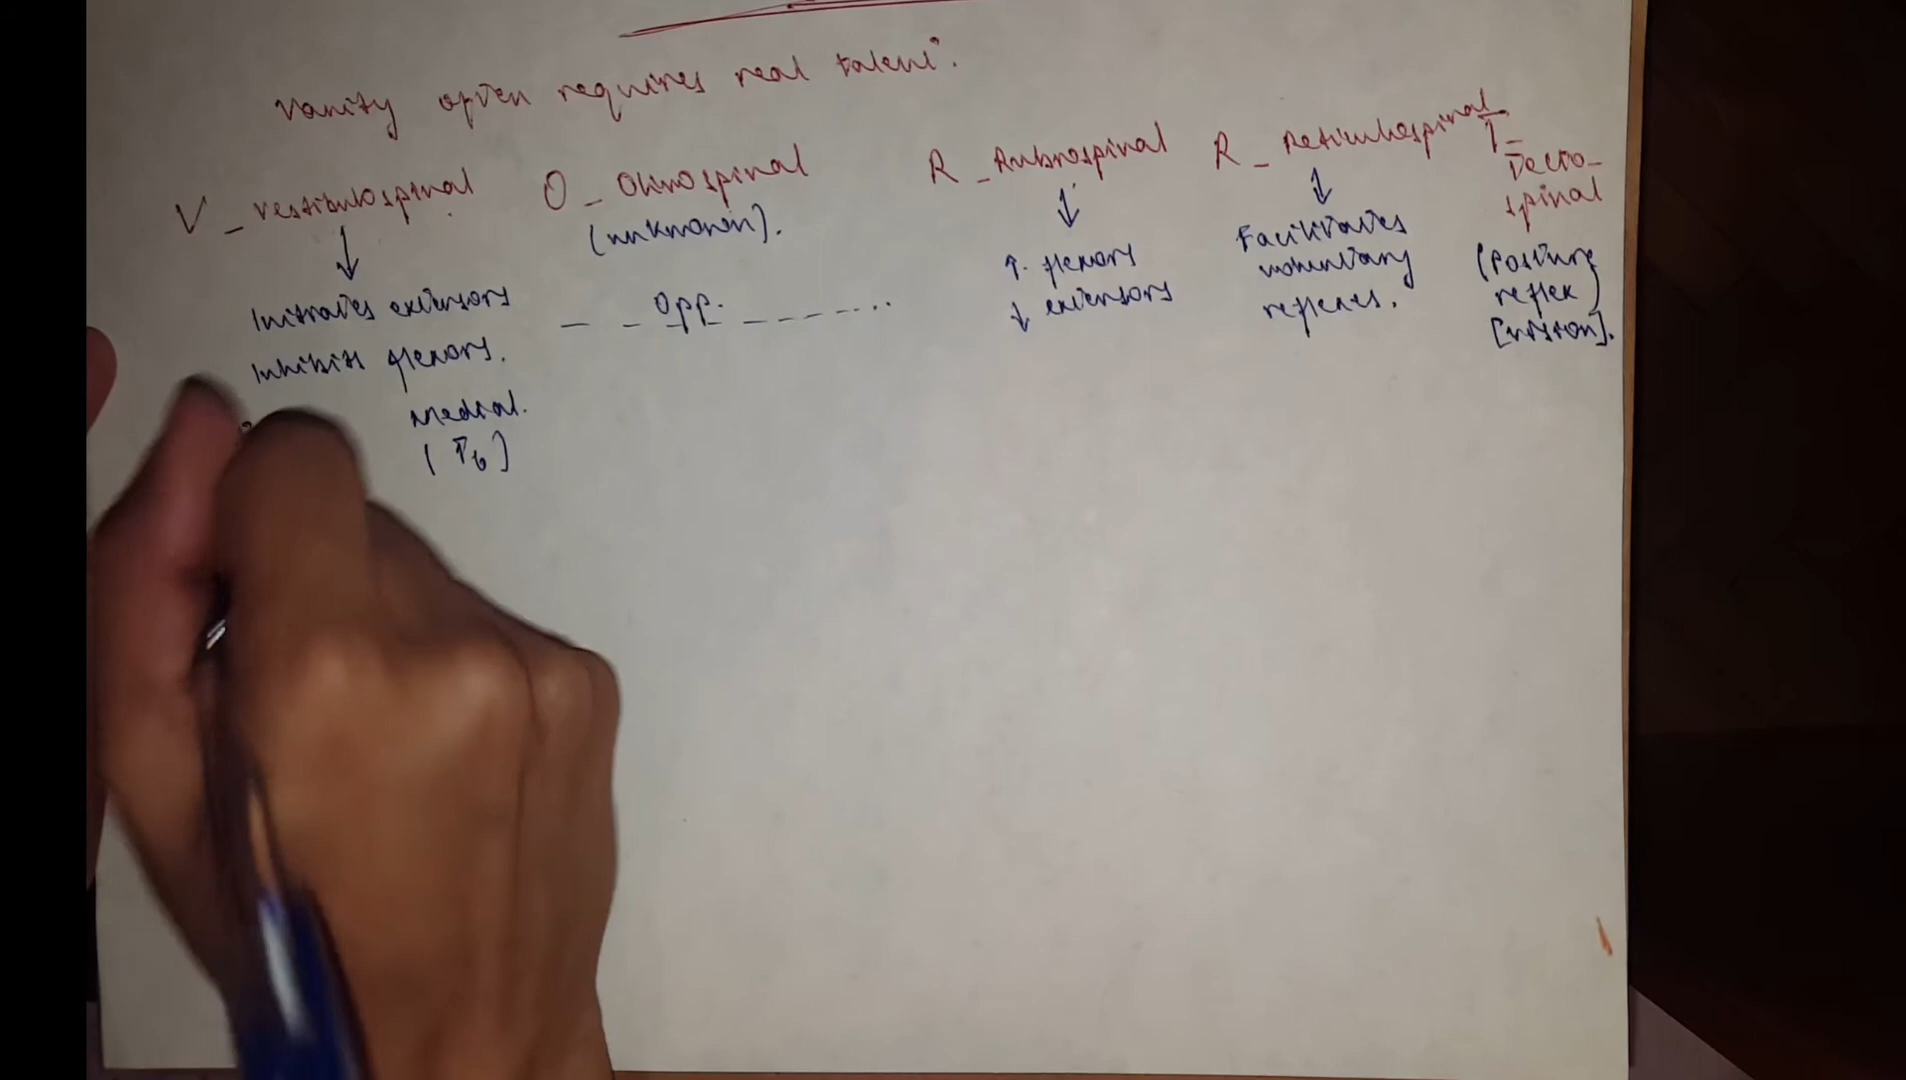 Vanity often requires real talent.
V - vestibulospinal
O - Olivospinal
R - Rubrospinal
R - Reticulospinal
T -
Tecto-
spinal
(unknown).
Initiates extensors
Inhibits flexors.
Medial.
(T6)
-- Opp. -------...
↑ flexors
↓ extensors
Facilitates
voluntary
reflexes.
(Posture
reflex)
[vision].